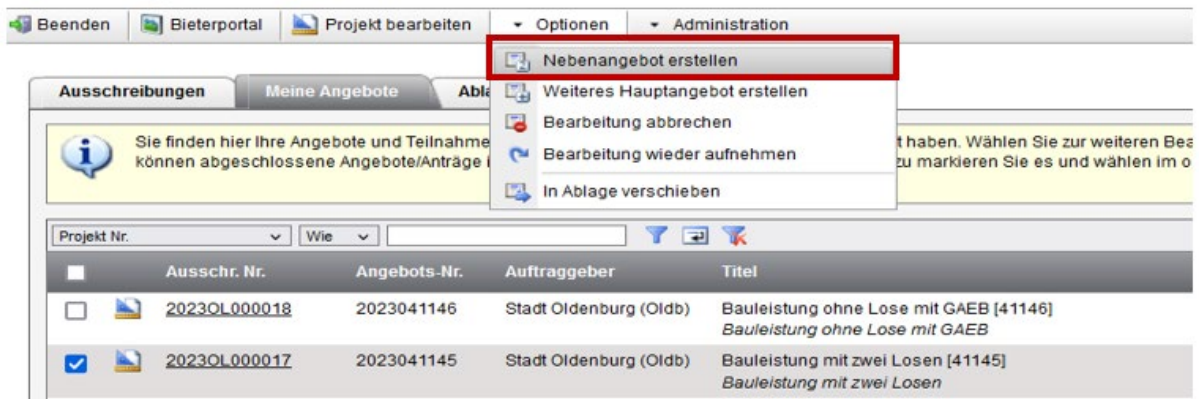 Beenden Bieterportal Projekt bearbeiten Optionen Administration
Nebenangebot erstellen
Weiteres Hauptangebot erstellen
Bearbeitung abbrechen
Bearbeitung wieder aufnehmen
In Ablage verschieben
Ausschreibungen Meine Angebote
Sie finden hier Ihre Angebote und Teilnahme t haben. Wählen Sie zur weiteren Bea
können abgeschlossene Angebote/Anträge zu markieren Sie es und wählen im o
Projekt Nr. Wie
Ausschr. Nr. Angebots-Nr. Auftraggeber Titel
2023OL000018 2023041146 Stadt Oldenburg (Oldb) Bauleistung ohne Lose mit GAEB [41146]
Bauleistung ohne Lose mit GAEB
2023OL000017 2023041145 Stadt Oldenburg (Oldb) Bauleistung mit zwei Losen [41145]
Bauleistung mit zwei Losen